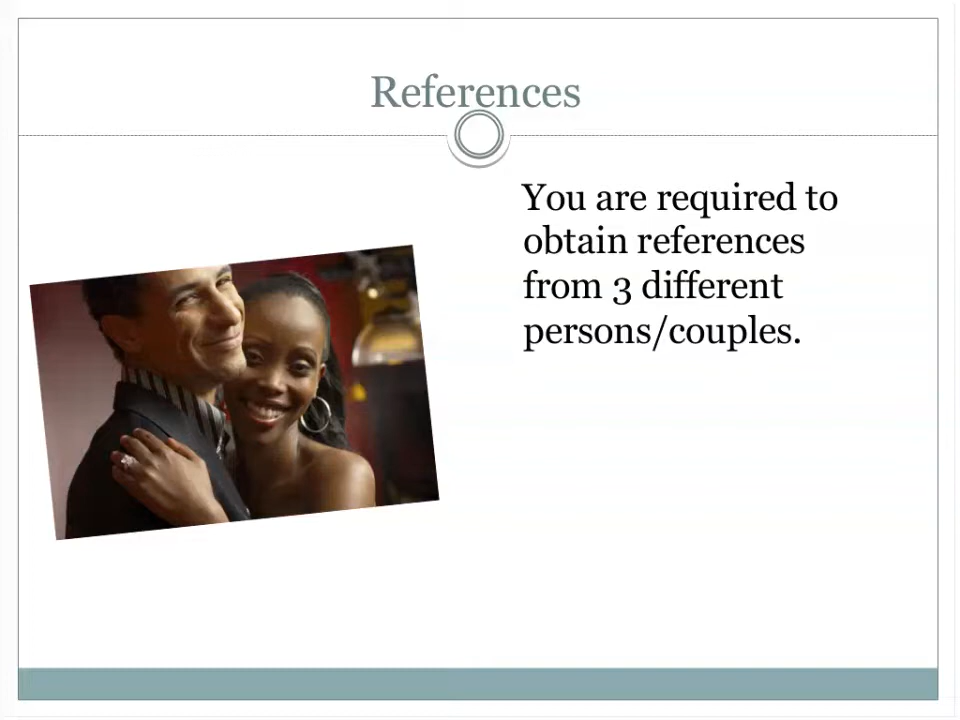 References
You are required to
obtain references
from 3 different
persons/couples.